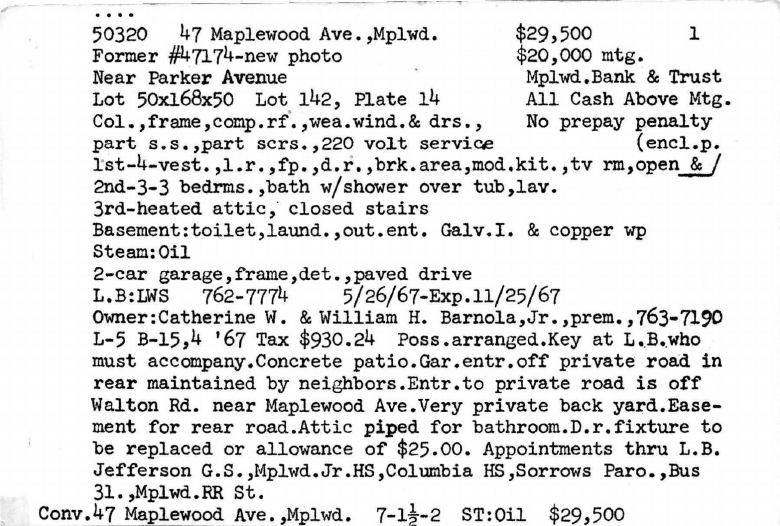 ....
50320 47 Maplewood Ave.,Mplwd. $29,500 1
Former #47174-new photo $20,000 mtg.
Near Parker Avenue Mplwd.Bank & Trust
Lot 50x168x50 Lot 142, Plate 14 All Cash Above Mtg.
Col.,frame,comp.rf.,wea.wind.& drs., No prepay penalty
part s.s.,part scrs.,220 volt service (encl.p.
1st-4-vest.,l.r.,fp.,d.r.,brk.area,mod.kit.,tv rm,open & /
2nd-3-3 bedrms.,bath w/shower over tub,lav.
3rd-heated attic, closed stairs
Basement:toilet,laund.,out.ent. Galv.I. & copper wp
Steam:Oil
2-car garage,frame,det.,paved drive
L.B:LWS 762-7774 5/26/67-Exp.11/25/67
Owner:Catherine W. & William H. Barnola,Jr.,prem.,763-7190
L-5 B-15,4 '67 Tax $930.24 Poss.arranged.Key at L.B.who
must accompany.Concrete patio.Gar.entr.off private road in
rear maintained by neighbors.Entr.to private road is off
Walton Rd. near Maplewood Ave.Very private back yard.Ease-
ment for rear road.Attic piped for bathroom.D.r.fixture to
be replaced or allowance of $25.00. Appointments thru L.B.
Jefferson G.S.,Mplwd.Jr.HS,Columbia HS,Sorrows Paro.,Bus
31.,Mplwd.RR St.
Conv.47 Maplewood Ave.,Mplwd. 7-1½-2 ST:Oil $29,500